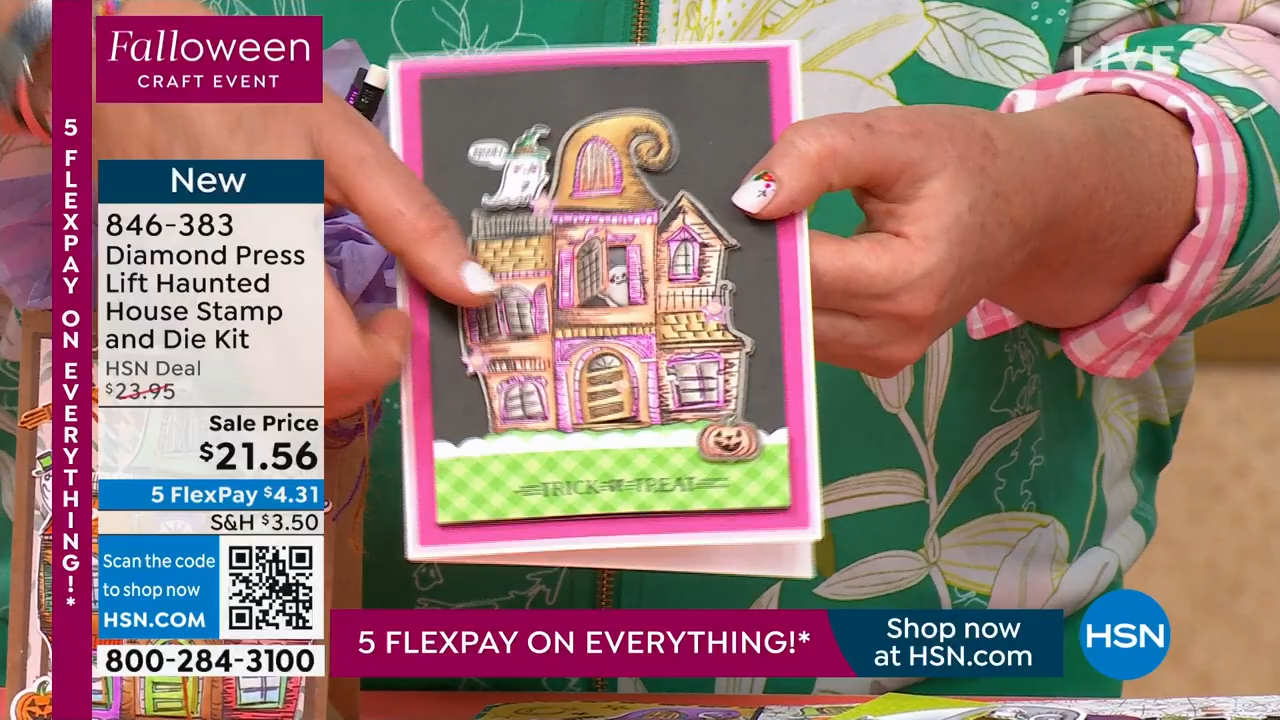 Falloween
CRAFT EVENT
LIVE
5 FLEXPAY ON EVERYTHING!*
New
846-383
Diamond Press
Lift Haunted
House Stamp
and Die Kit
HSN Deal
$23.95
Sale Price
$21.56
5 FlexPay $4.31
S&H $3.50
Scan the code
to shop now
HSN.COM
800-284-3100
TRICK OR TREAT
5 FLEXPAY ON EVERYTHING!*
Shop now
at HSN.com
HSN